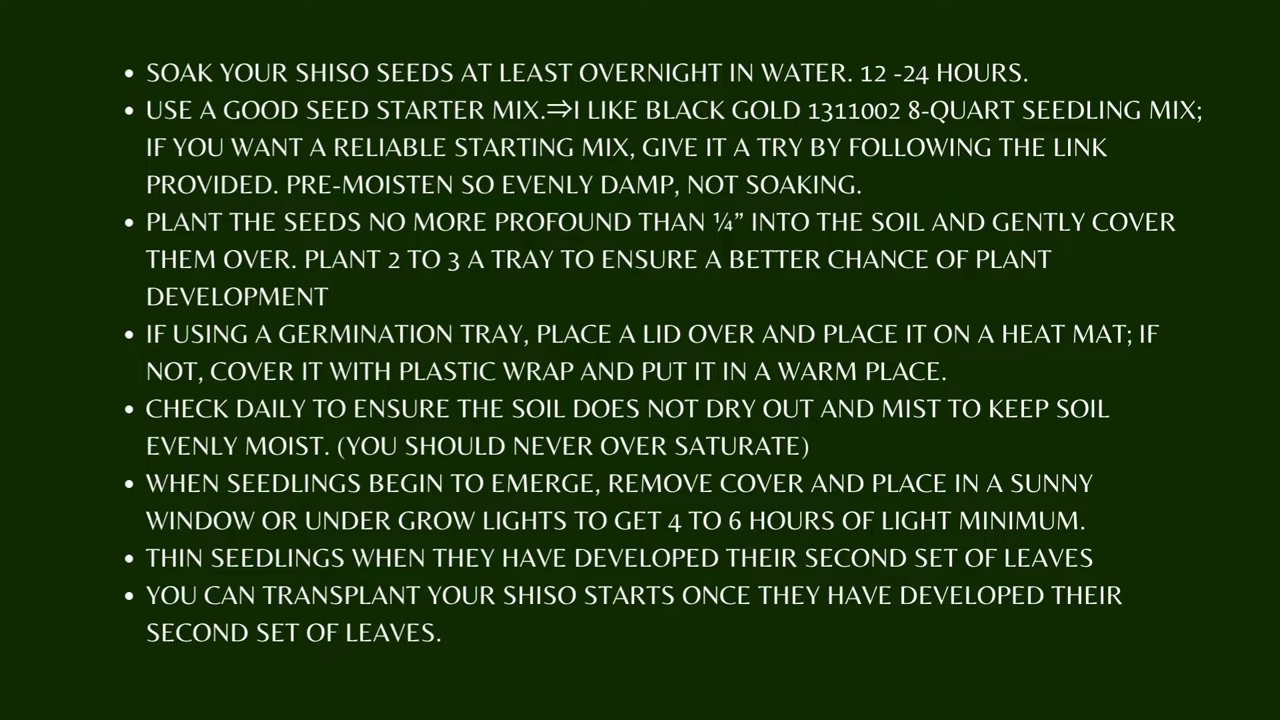 • SOAK YOUR SHISO SEEDS AT LEAST OVERNIGHT IN WATER. 12 -24 HOURS.
• USE A GOOD SEED STARTER MIX.⇒I LIKE BLACK GOLD 1311002 8-QUART SEEDLING MIX;
IF YOU WANT A RELIABLE STARTING MIX, GIVE IT A TRY BY FOLLOWING THE LINK
PROVIDED. PRE-MOISTEN SO EVENLY DAMP, NOT SOAKING.
• PLANT THE SEEDS NO MORE PROFOUND THAN ¼” INTO THE SOIL AND GENTLY COVER
THEM OVER. PLANT 2 TO 3 A TRAY TO ENSURE A BETTER CHANCE OF PLANT
DEVELOPMENT
• IF USING A GERMINATION TRAY, PLACE A LID OVER AND PLACE IT ON A HEAT MAT; IF
NOT, COVER IT WITH PLASTIC WRAP AND PUT IT IN A WARM PLACE.
• CHECK DAILY TO ENSURE THE SOIL DOES NOT DRY OUT AND MIST TO KEEP SOIL
EVENLY MOIST. (YOU SHOULD NEVER OVER SATURATE)
• WHEN SEEDLINGS BEGIN TO EMERGE, REMOVE COVER AND PLACE IN A SUNNY
WINDOW OR UNDER GROW LIGHTS TO GET 4 TO 6 HOURS OF LIGHT MINIMUM.
• THIN SEEDLINGS WHEN THEY HAVE DEVELOPED THEIR SECOND SET OF LEAVES
• YOU CAN TRANSPLANT YOUR SHISO STARTS ONCE THEY HAVE DEVELOPED THEIR
SECOND SET OF LEAVES.